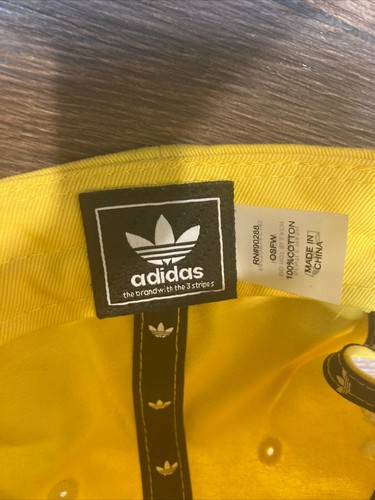 adidas
the brand with the 3 stripes
RN#90288
OSFW
100%COTTON
MADE IN
CHINA